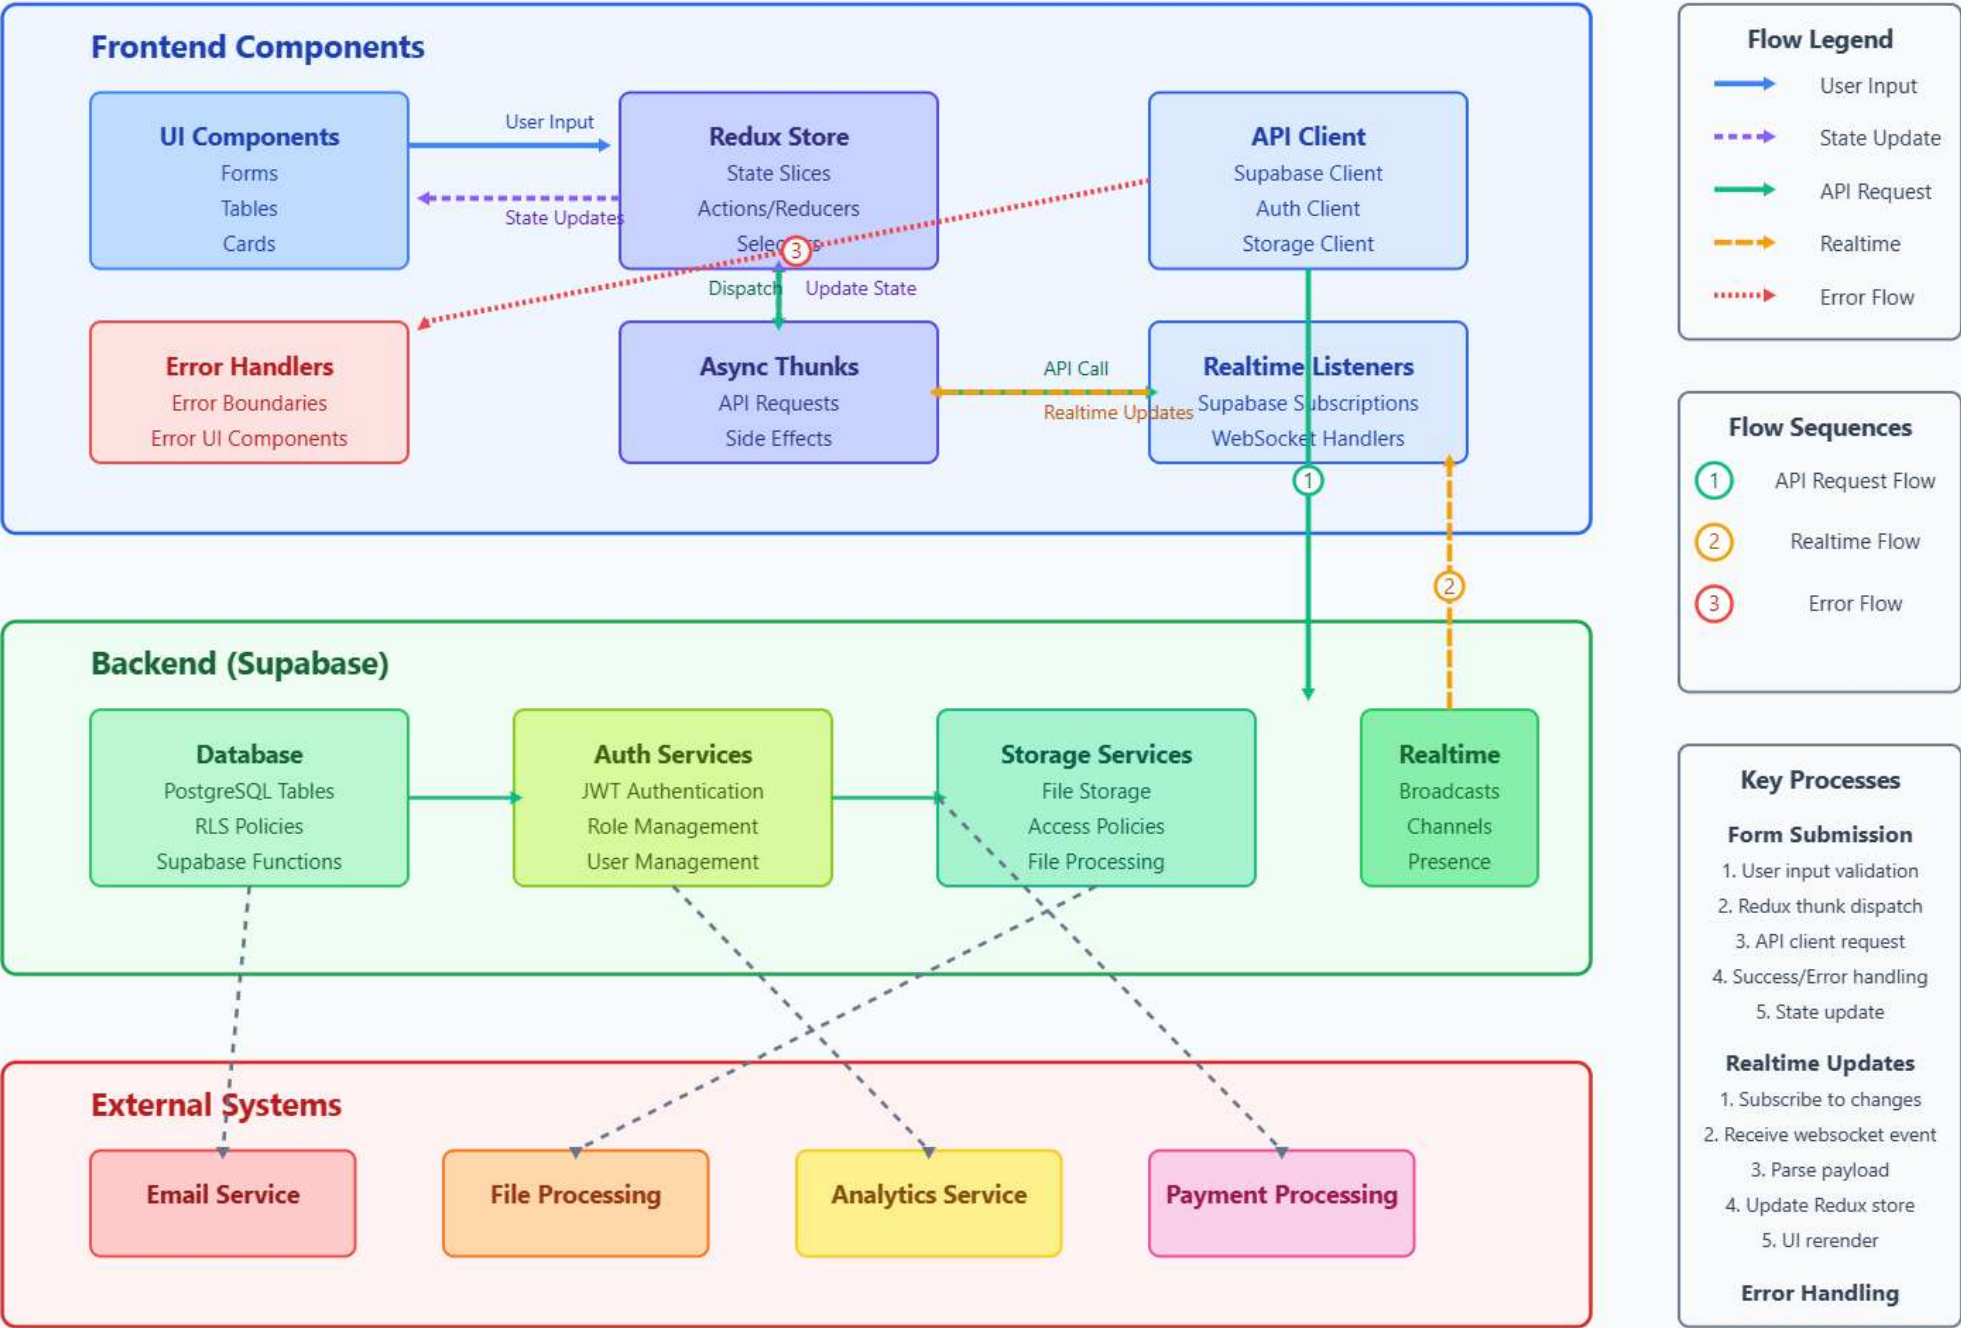 Frontend Components
UI Components
Forms
Tables
Cards
User Input
State Updates
Redux Store
State Slices
Actions/Reducers
3
Dispatch
Update State
API Client
Supabase Client
Auth Client
Storage Client
Error Handlers
Error Boundaries
Error UI Components
Async Thunks
API Requests
Side Effects
API Call
Realtime Updates
Realtime Listeners
Supabase Subscriptions
WebSocket Handlers
1
2
Backend (Supabase)
Database
PostgreSQL Tables
RLS Policies
Supabase Functions
Auth Services
JWT Authentication
Role Management
User Management
Storage Services
File Storage
Access Policies
File Processing
Realtime
Broadcasts
Channels
Presence
External Systems
Email Service
File Processing
Analytics Service
Payment Processing
Flow Legend
User Input
State Update
API Request
Realtime
Error Flow
Flow Sequences
1 API Request Flow
2 Realtime Flow
3 Error Flow
Key Processes
Form Submission
1. User input validation
2. Redux thunk dispatch
3. API client request
4. Success/Error handling
5. State update
Realtime Updates
1. Subscribe to changes
2. Receive websocket event
3. Parse payload
4. Update Redux store
5. UI rerender
Error Handling